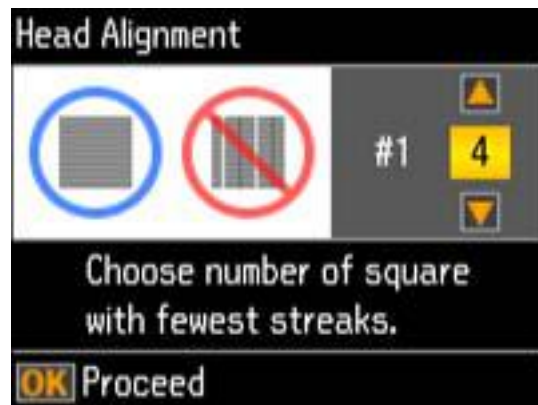 Head Alignment
#1 4
Choose number of square
with fewest streaks.
OK Proceed